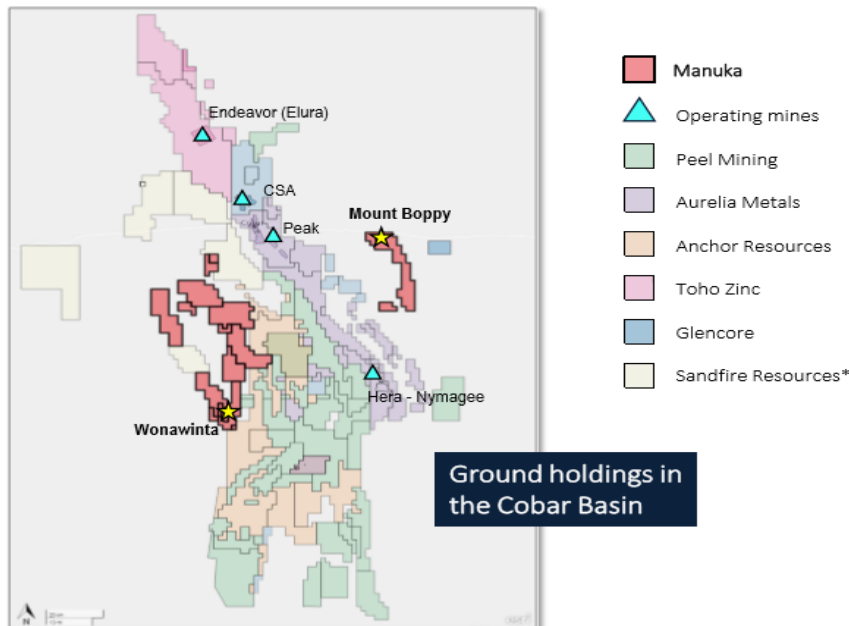 Endeavor (Elura)
CSA
Peak
Mount Boppy
Hera - Nymagee
Wonawinta
Manuka
Operating mines
Peel Mining
Aurelia Metals
Anchor Resources
Toho Zinc
Glencore
Sandfire Resources*
Ground holdings in
the Cobar Basin
N